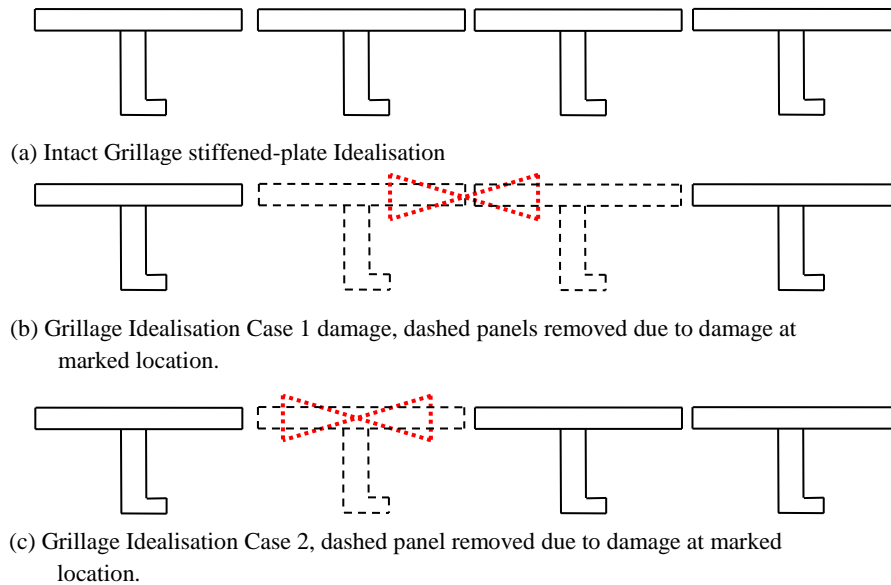 (a) Intact Grillage stiffened-plate Idealisation
(b) Grillage Idealisation Case 1 damage, dashed panels removed due to damage at
marked location.
(c) Grillage Idealisation Case 2, dashed panel removed due to damage at marked
location.